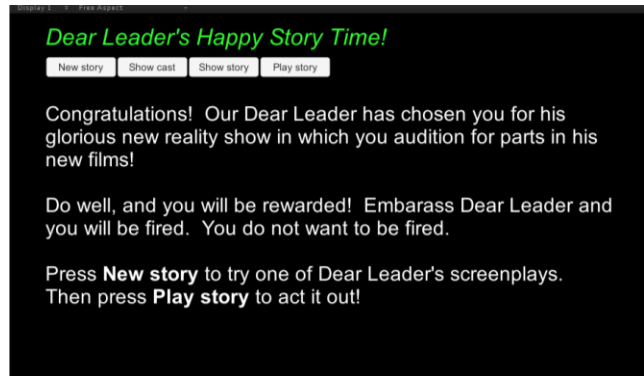 Display 1 Free Aspect
Dear Leader's Happy Story Time!
New story Show cast Show story Play story
Congratulations!  Our Dear Leader has chosen you for his
glorious new reality show in which you audition for parts in his
new films!
Do well, and you will be rewarded!  Embarass Dear Leader and
you will be fired.  You do not want to be fired.
Press New story to try one of Dear Leader's screenplays.
Then press Play story to act it out!